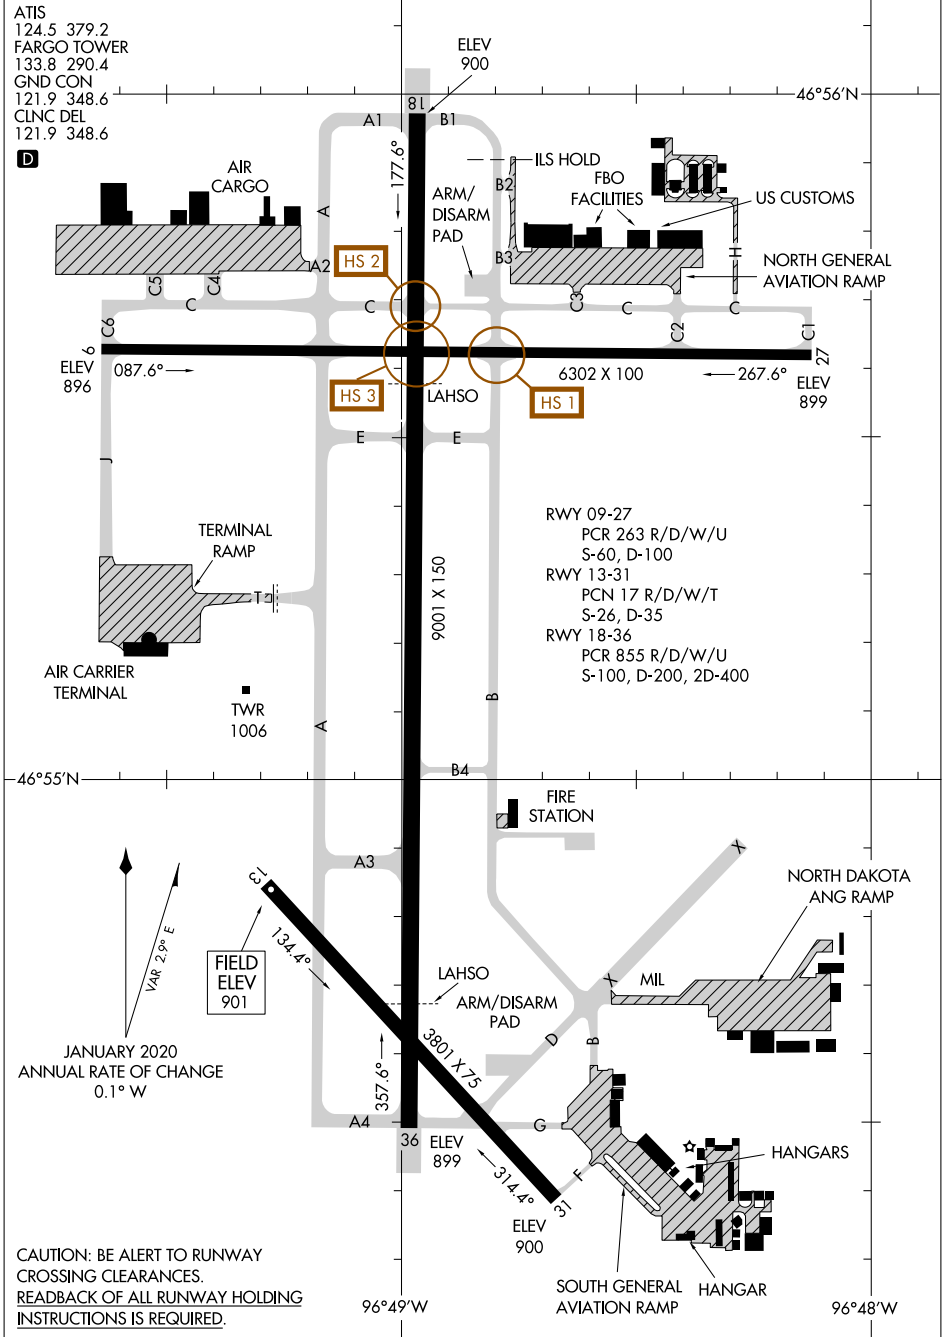 ATIS
124.5 379.2
FARGO TOWER
133.8 290.4
GND CON
121.9 348.6
CLNC DEL
121.9 348.6
D
ELEV
900
46°56'N
18
A1
B1
177.6°
AIR
CARGO
A
ARM/
DISARM
PAD
ILS HOLD
B2
FBO
FACILITIES
US CUSTOMS
H
NORTH GENERAL
AVIATION RAMP
B3
A2
HS 2
C5
C4
C
C
C3
C
C2
C
C1
C6
9
ELEV
896
087.6°
HS 3
LAHSO
HS 1
6302 X 100
267.6°
27
ELEV
899
E
E
J
TERMINAL
RAMP
T
AIR CARRIER
TERMINAL
TWR
1006
9001 X 150
RWY 09-27
PCR 263 R/D/W/U
S-60, D-100
RWY 13-31
PCN 17 R/D/W/T
S-26, D-35
RWY 18-36
PCR 855 R/D/W/U
S-100, D-200, 2D-400
A
B
46°55'N
B4
FIRE
STATION
A3
X
13
134.4°
FIELD
ELEV
901
VAR 2.9° E
JANUARY 2020
ANNUAL RATE OF CHANGE
0.1° W
NORTH DAKOTA
ANG RAMP
X
MIL
LAHSO
ARM/DISARM
PAD
D
B
3801 X 75
357.6°
A4
G
36
ELEV
899
314.4°
F
31
ELEV
900
HANGARS
SOUTH GENERAL
AVIATION RAMP
HANGAR
CAUTION: BE ALERT TO RUNWAY
CROSSING CLEARANCES.
READBACK OF ALL RUNWAY HOLDING
INSTRUCTIONS IS REQUIRED.
96°49'W
96°48'W